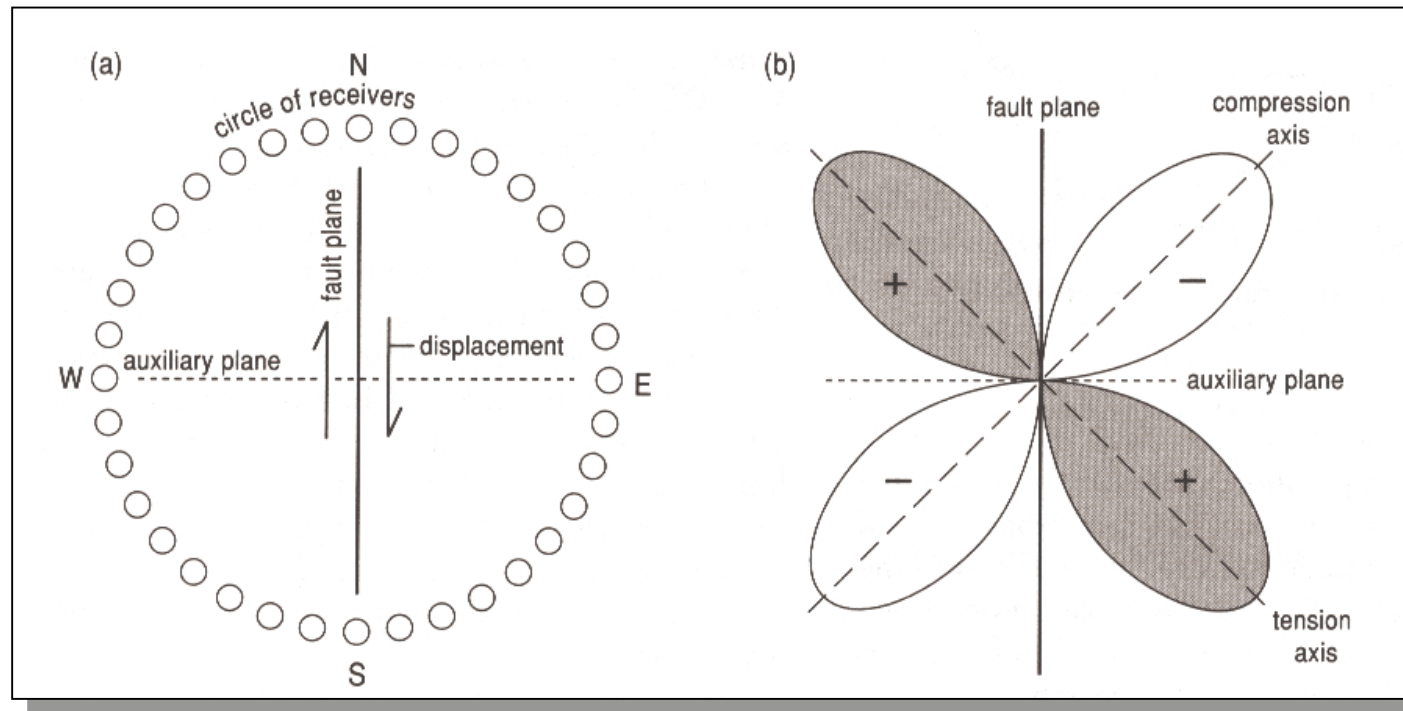 (a)
N
circle of receivers
fault plane
auxiliary plane
displacement
W
E
S
(b)
fault plane
compression
axis
+
−
auxiliary plane
−
+
tension
axis